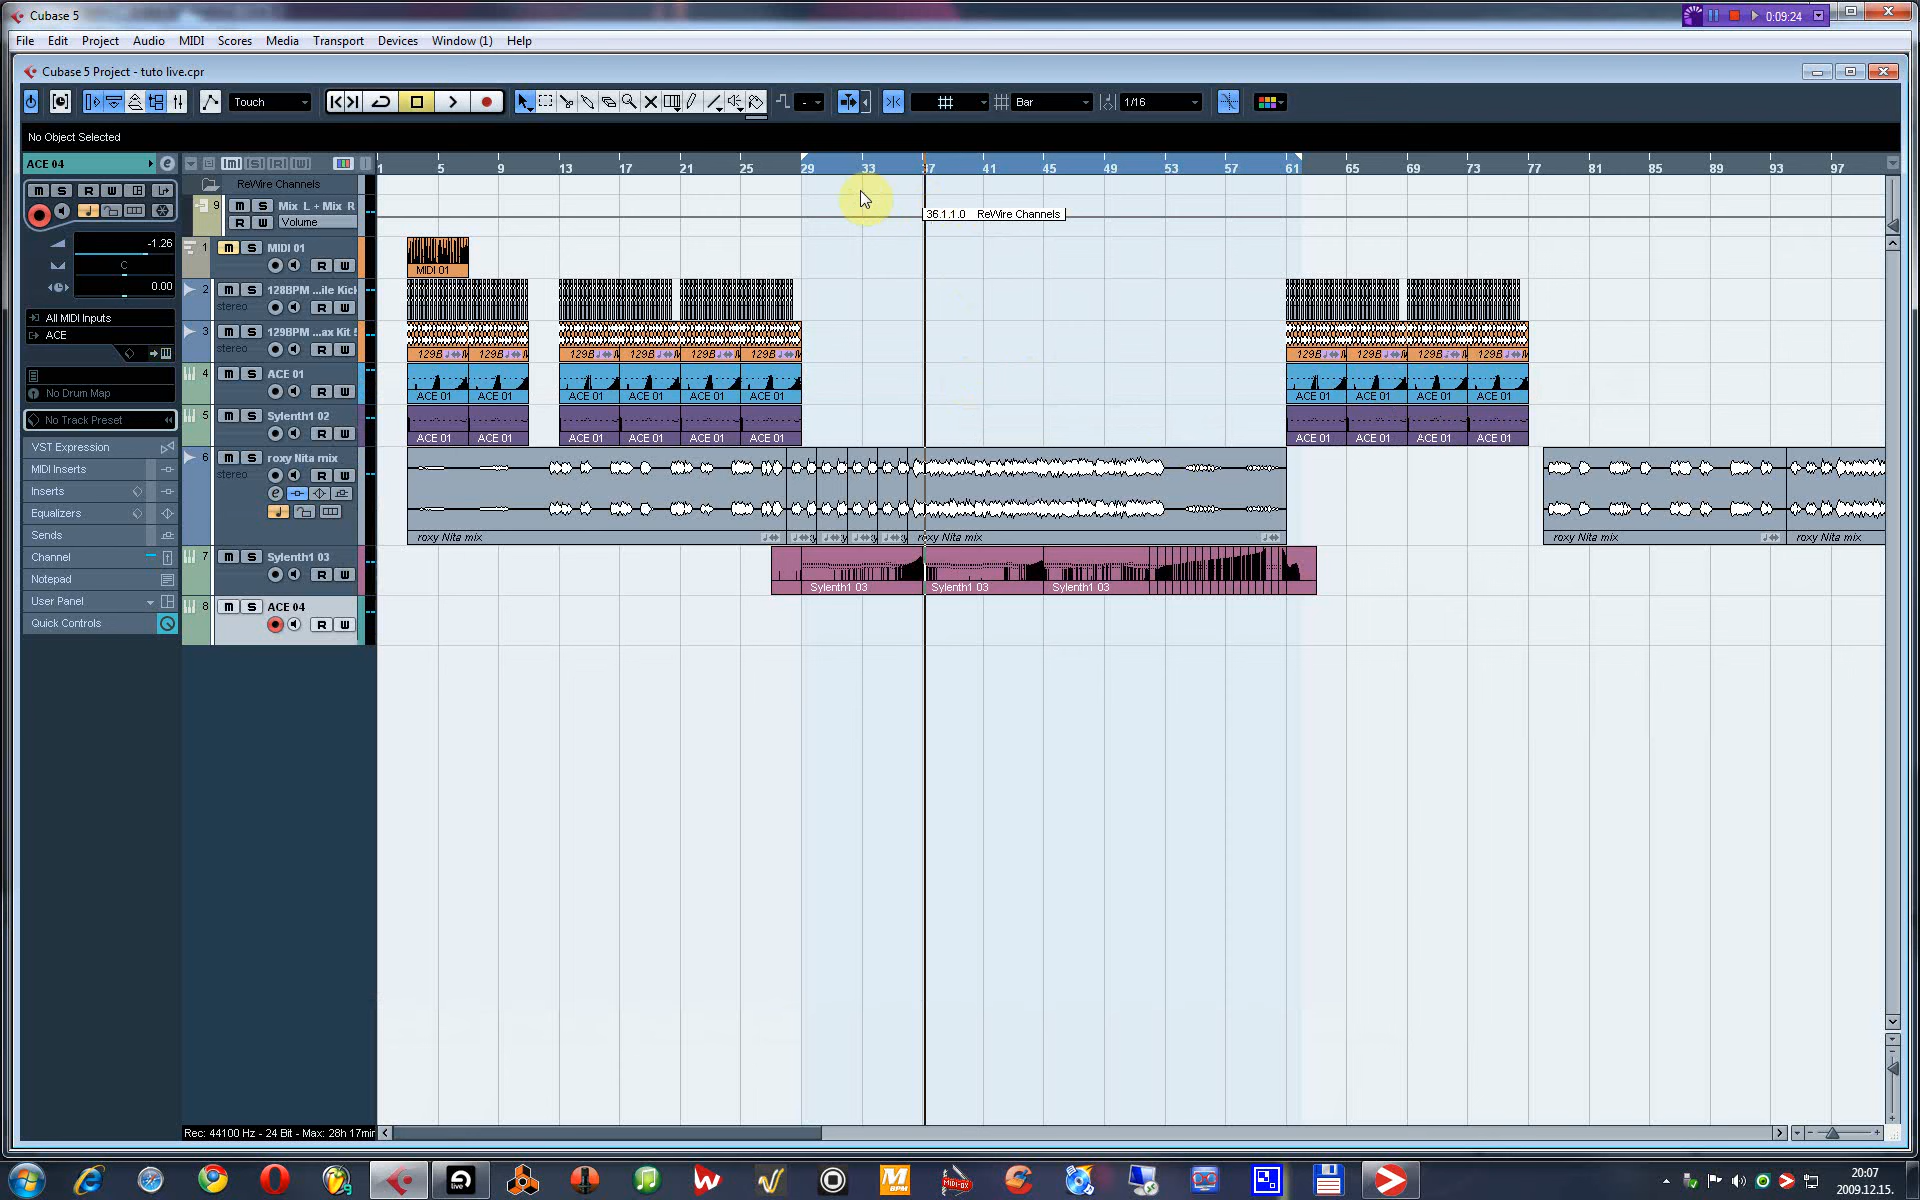 Cubase 5
0:09:24
File Edit Project Audio MIDI Scores Media Transport Devices Window (1) Help
Cubase 5 Project - tuto live.cpr
Touch - Bar 1/16
No Object Selected
ACE 04
1 5 9 13 17 21 25 29 33 37 41 45 49 53 57 61 65 69 73 77 81 85 89 93 97
ReWire Channels
9 m S Mix L + Mix R
R W Volume
36.1.1.0 ReWire Channels
m S R W
-1.26
C
0.00
All MIDI Inputs
ACE
No Drum Map
No Track Preset
VST Expression
MIDI Inserts
Inserts
Equalizers
Sends
Channel
Notepad
User Panel
Quick Controls
1 m S MIDI 01
R W
MIDI 01
2 m S 128BPM ...ile Kick
stereo R W
3 m S 129BPM ...ax Kit 5
stereo R W
129B 129B 129B 129B 129B 129B 129B 129B 129B 129B
4 m S ACE 01
R W
ACE 01 ACE 01 ACE 01 ACE 01 ACE 01 ACE 01 ACE 01 ACE 01 ACE 01 ACE 01
5 m S Sylenth1 02
R W
ACE 01 ACE 01 ACE 01 ACE 01 ACE 01 ACE 01 ACE 01 ACE 01 ACE 01 ACE 01
6 m S roxy Nita mix
stereo R W
roxy Nita mix roxy Nita mix roxy Nita mix roxy Nita mix
7 m S Sylenth1 03
R W
Sylenth1 03 Sylenth1 03 Sylenth1 03
8 m S ACE 04
R W
Rec: 44100 Hz - 24 Bit - Max: 28h 17min
live
M BPM
MIDI-OX
20:07
2009.12.15.